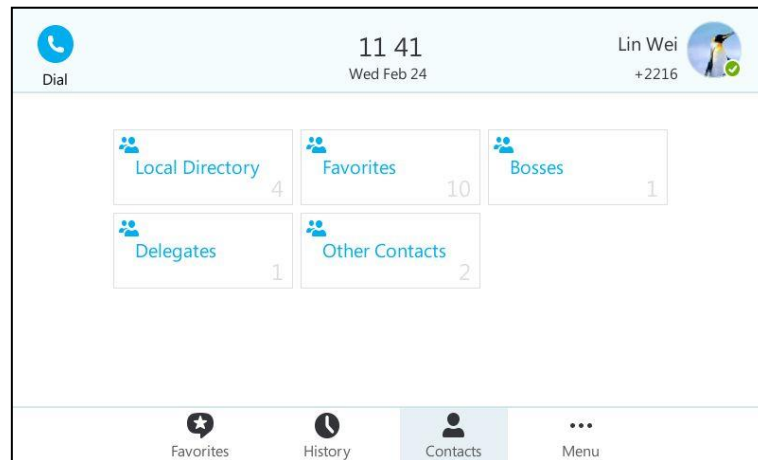 11 41
Lin Wei
Dial
Wed Feb 24
+2216
Local Directory
4
Favorites
10
Bosses
1
Delegates
1
Other Contacts
2
Favorites
History
Contacts
Menu